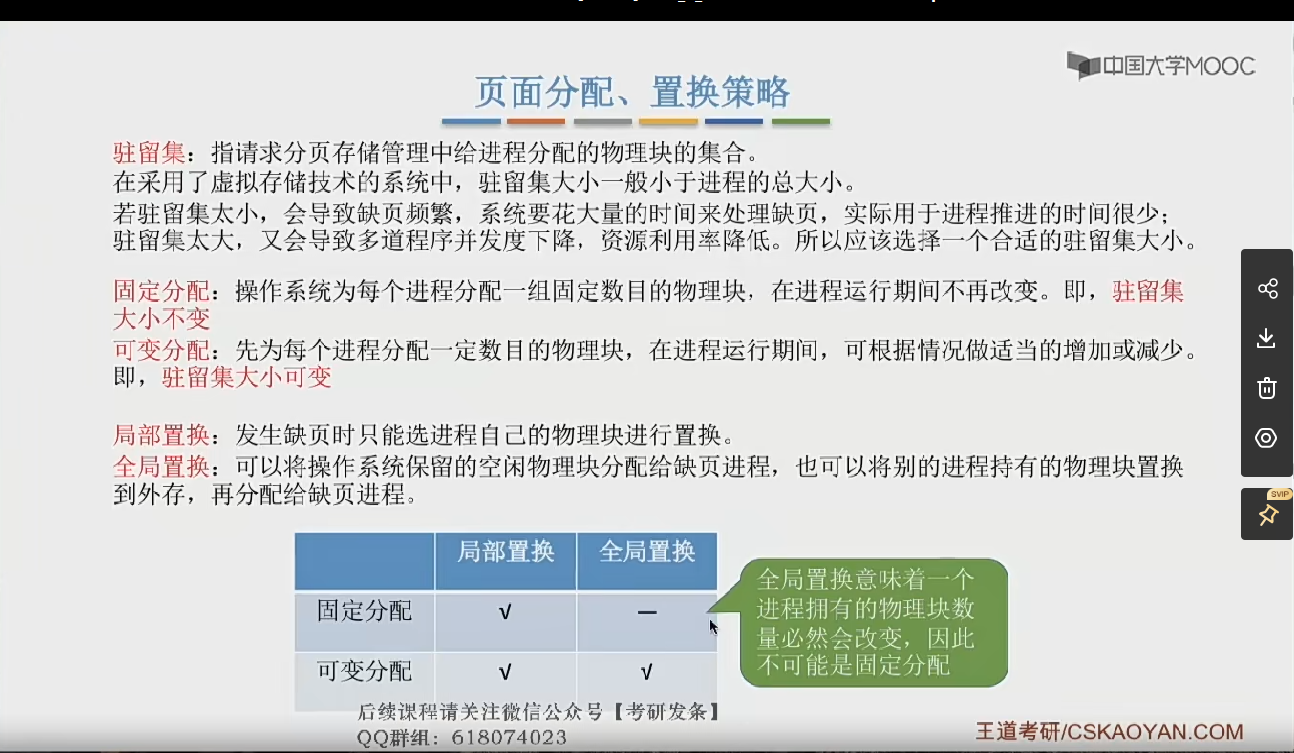 中国大学MOOC
页面分配、置换策略
驻留集：指请求分页存储管理中给进程分配的物理块的集合。
在采用了虚拟存储技术的系统中，驻留集大小一般小于进程的总大小。
若驻留集太小，会导致缺页频繁，系统要花大量的时间来处理缺页，实际用于进程推进的时间很少；
驻留集太大，又会导致多道程序并发度下降，资源利用率降低。所以应该选择一个合适的驻留集大小。
固定分配：操作系统为每个进程分配一组固定数目的物理块，在进程运行期间不再改变。即，驻留集
大小不变
可变分配：先为每个进程分配一定数目的物理块，在进程运行期间，可根据情况做适当的增加或减少。
即，驻留集大小可变
局部置换：发生缺页时只能选进程自己的物理块进行置换。
全局置换：可以将操作系统保留的空闲物理块分配给缺页进程，也可以将别的进程持有的物理块置换
到外存，再分配给缺页进程。
局部置换 全局置换
固定分配 √ —
可变分配 √ √
全局置换意味着一个
进程拥有的物理块数
量必然会改变，因此
不可能是固定分配
后续课程请关注微信公众号【考研发条】
QQ群组：618074023
王道考研/CSKAOYAN.COM
SVIP